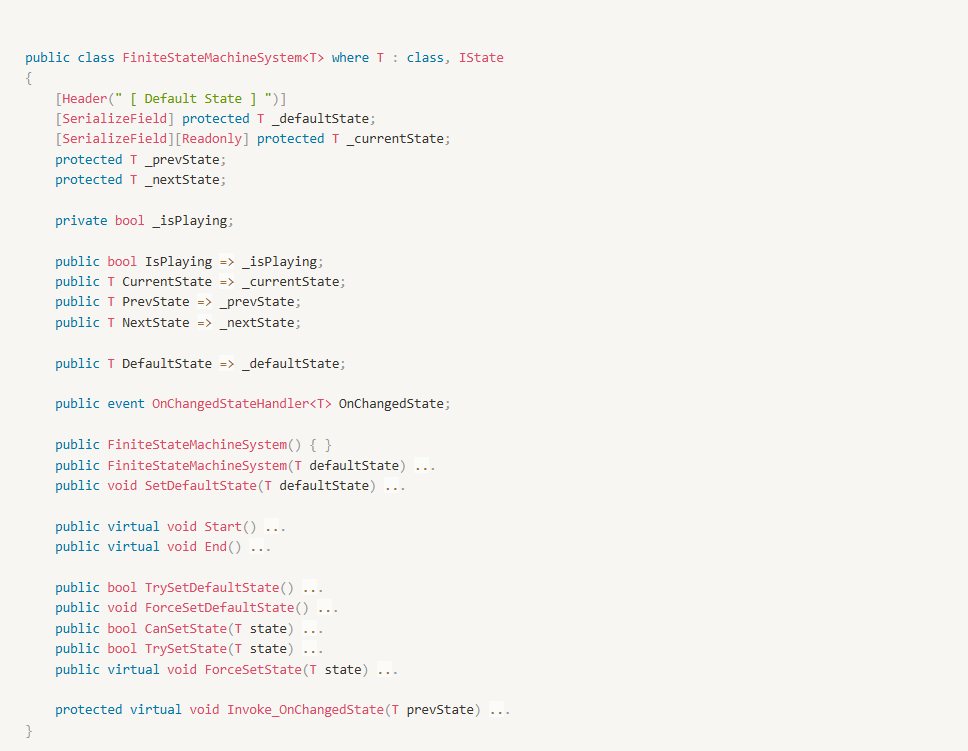 public class FiniteStateMachineSystem<T> where T : class, IState
{
    [Header(" [ Default State ] ")]
    [SerializeField] protected T _defaultState;
    [SerializeField][Readonly] protected T _currentState;
    protected T _prevState;
    protected T _nextState;

    private bool _isPlaying;

    public bool IsPlaying => _isPlaying;
    public T CurrentState => _currentState;
    public T PrevState => _prevState;
    public T NextState => _nextState;

    public T DefaultState => _defaultState;

    public event OnChangedStateHandler<T> OnChangedState;

    public FiniteStateMachineSystem() { }
    public FiniteStateMachineSystem(T defaultState) ...
    public void SetDefaultState(T defaultState) ...

    public virtual void Start() ...
    public virtual void End() ...

    public bool TrySetDefaultState() ...
    public void ForceSetDefaultState() ...
    public bool CanSetState(T state) ...
    public bool TrySetState(T state) ...
    public virtual void ForceSetState(T state) ...

    protected virtual void Invoke_OnChangedState(T prevState) ...
}